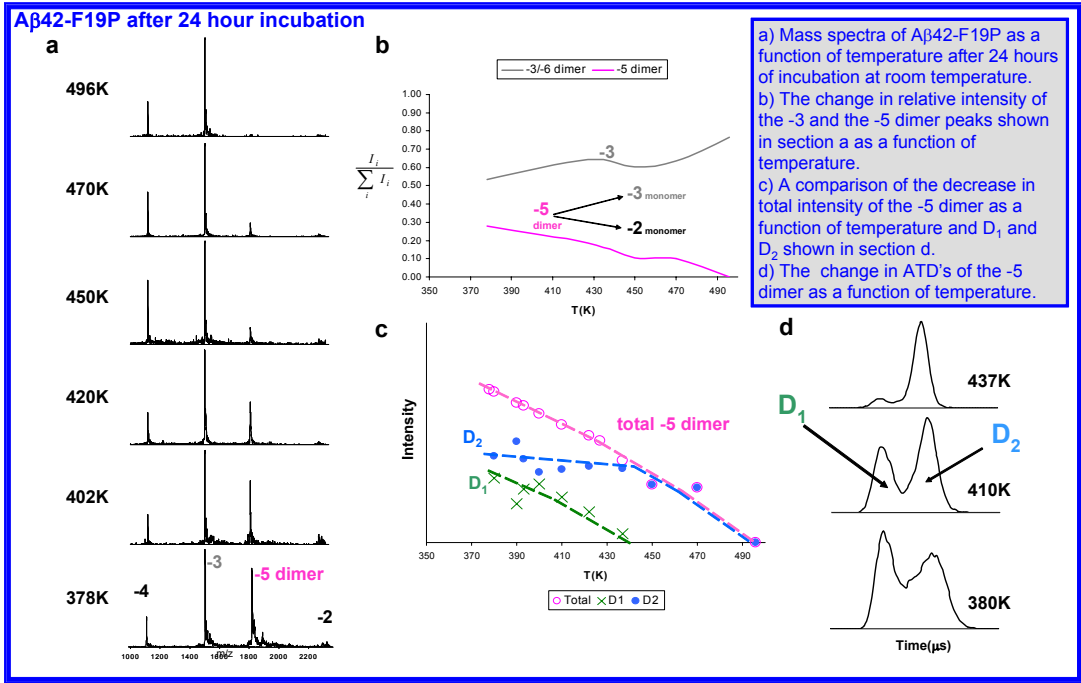 Aβ42-F19P after 24 hour incubation
a
496K
470K
450K
420K
402K
378K
-4
-3
-5 dimer
-2
1000 1200 1400 1600 1800 2000 2200
m/z
b
-3/-6 dimer -5 dimer
1.00
0.90
0.80
0.70
0.60
0.50
0.40
0.30
0.20
0.10
0.00
I_i
∑ I_i
i
-3
-5
dimer
-3 monomer
-2 monomer
350 370 390 410 430 450 470 490
T(K)
a) Mass spectra of Aβ42-F19P as a
function of temperature after 24 hours
of incubation at room temperature.
b) The change in relative intensity of
the -3 and the -5 dimer peaks shown
in section a as a function of
temperature.
c) A comparison of the decrease in
total intensity of the -5 dimer as a
function of temperature and D1 and
D2 shown in section d.
d) The change in ATD's of the -5
dimer as a function of temperature.
c
Intensity
total -5 dimer
D2
D1
350 370 390 410 430 450 470 490
T(K)
Total D1 D2
d
437K
D1
D2
410K
380K
Time(μs)